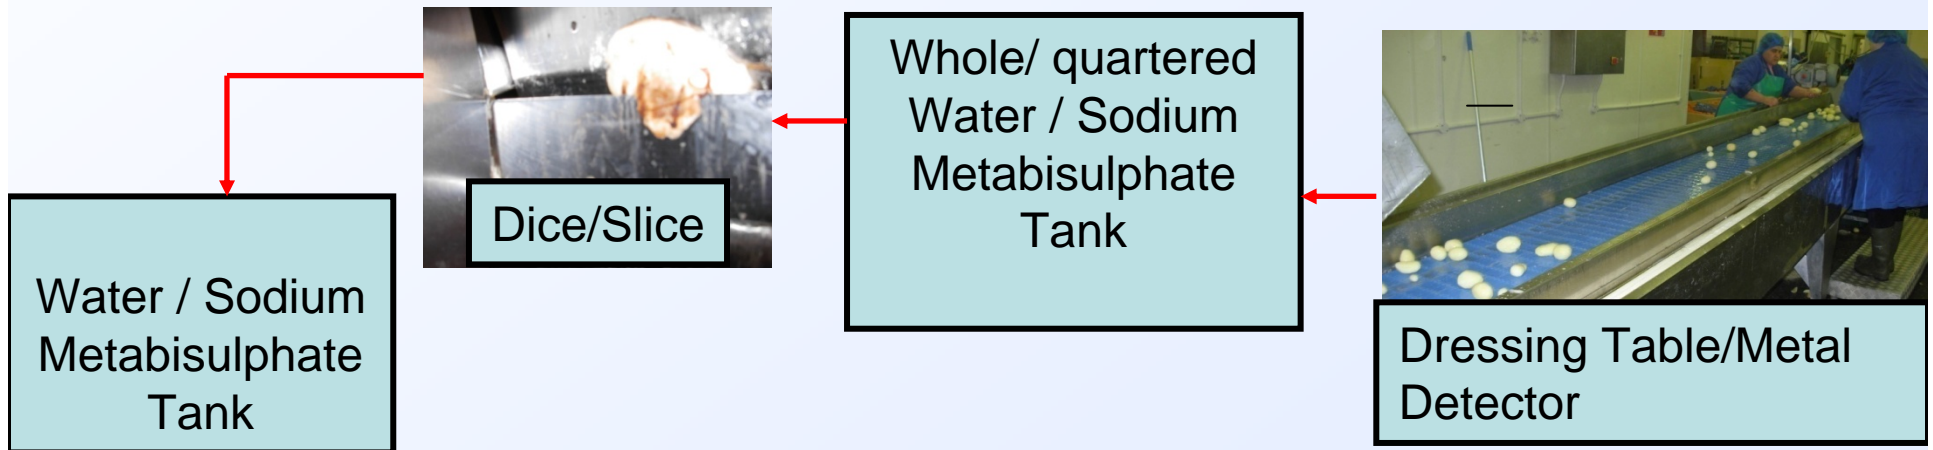 Whole/ quartered
Water / Sodium
Metabisulphate
Tank
Dice/Slice
Water / Sodium
Metabisulphate
Tank
Dressing Table/Metal
Detector